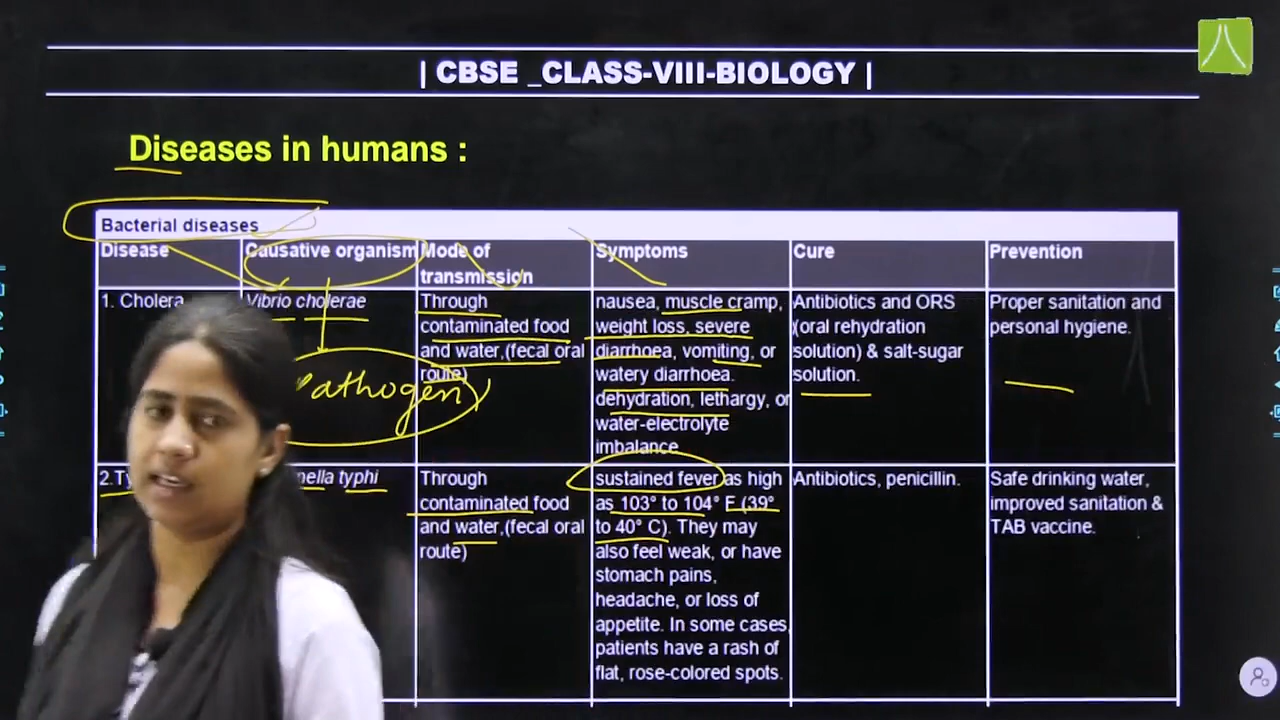 | CBSE _CLASS-VIII-BIOLOGY |
Diseases in humans :
Bacterial diseases
Disease
Causative organism
Mode of
transmission
Symptoms
Cure
Prevention
1. Cholera
Vibrio cholerae
Through
contaminated food
and water,(fecal oral
route)
nausea, muscle cramp,
weight loss, severe
diarrhoea, vomiting, or
watery diarrhoea.
dehydration, lethargy, or
water-electrolyte
imbalance
Antibiotics and ORS
(oral rehydration
solution) & salt-sugar
solution.
Proper sanitation and
personal hygiene.
Pathogen
2.Ty
nella typhi
Through
contaminated food
and water,(fecal oral
route)
sustained fever as high
as 103° to 104° F (39°
to 40° C). They may
also feel weak, or have
stomach pains,
headache, or loss of
appetite. In some cases,
patients have a rash of
flat, rose-colored spots.
Antibiotics, penicillin.
Safe drinking water,
improved sanitation &
TAB vaccine.